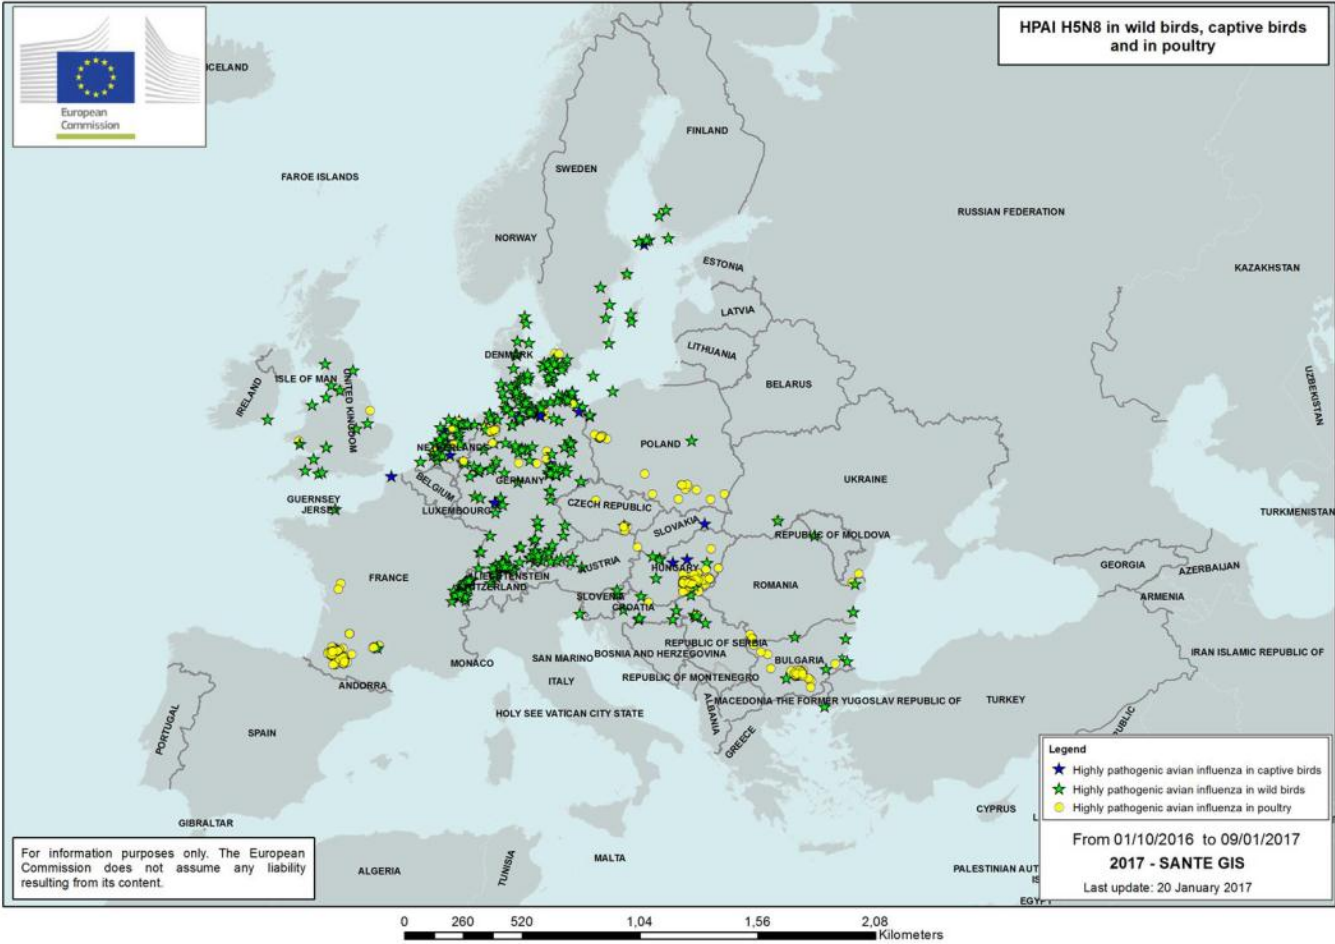 HPAI H5N8 in wild birds, captive birds
and in poultry
European
Commission
ICELAND
FINLAND
SWEDEN
FAROE ISLANDS
RUSSIAN FEDERATION
NORWAY
ESTONIA
KAZAKHSTAN
LATVIA
LITHUANIA
DENMARK
ISLE OF MAN
UNITED KINGDOM
IRELAND
BELARUS
UZBEKISTAN
NETHERLANDS
POLAND
GERMANY
BELGIUM
UKRAINE
GUERNSEY
JERSEY
LUXEMBOURG
CZECH REPUBLIC
TURKMENISTAN
SLOVAKIA
REPUBLIC OF MOLDOVA
AUSTRIA
HUNGARY
GEORGIA
AZERBAIJAN
FRANCE
LIECHTENSTEIN
SWITZERLAND
ROMANIA
SLOVENIA
CROATIA
ARMENIA
REPUBLIC OF SERBIA
BOSNIA AND HERZEGOVINA
SAN MARINO
MONACO
BULGARIA
IRAN ISLAMIC REPUBLIC OF
ITALY
REPUBLIC OF MONTENEGRO
ANDORRA
MACEDONIA THE FORMER YUGOSLAV REPUBLIC OF
TURKEY
HOLY SEE VATICAN CITY STATE
ALBANIA
GREECE
PORTUGAL
SPAIN
GIBRALTAR
CYPRUS
MALTA
ALGERIA
TUNISIA
PALESTINIAN AUT
EGYPT
Legend
Highly pathogenic avian influenza in captive birds
Highly pathogenic avian influenza in wild birds
Highly pathogenic avian influenza in poultry
From 01/10/2016 to 09/01/2017
2017 - SANTE GIS
Last update: 20 January 2017
For information purposes only. The European
Commission does not assume any liability
resulting from its content.
0 260 520 1,04 1,56 2,08
Kilometers